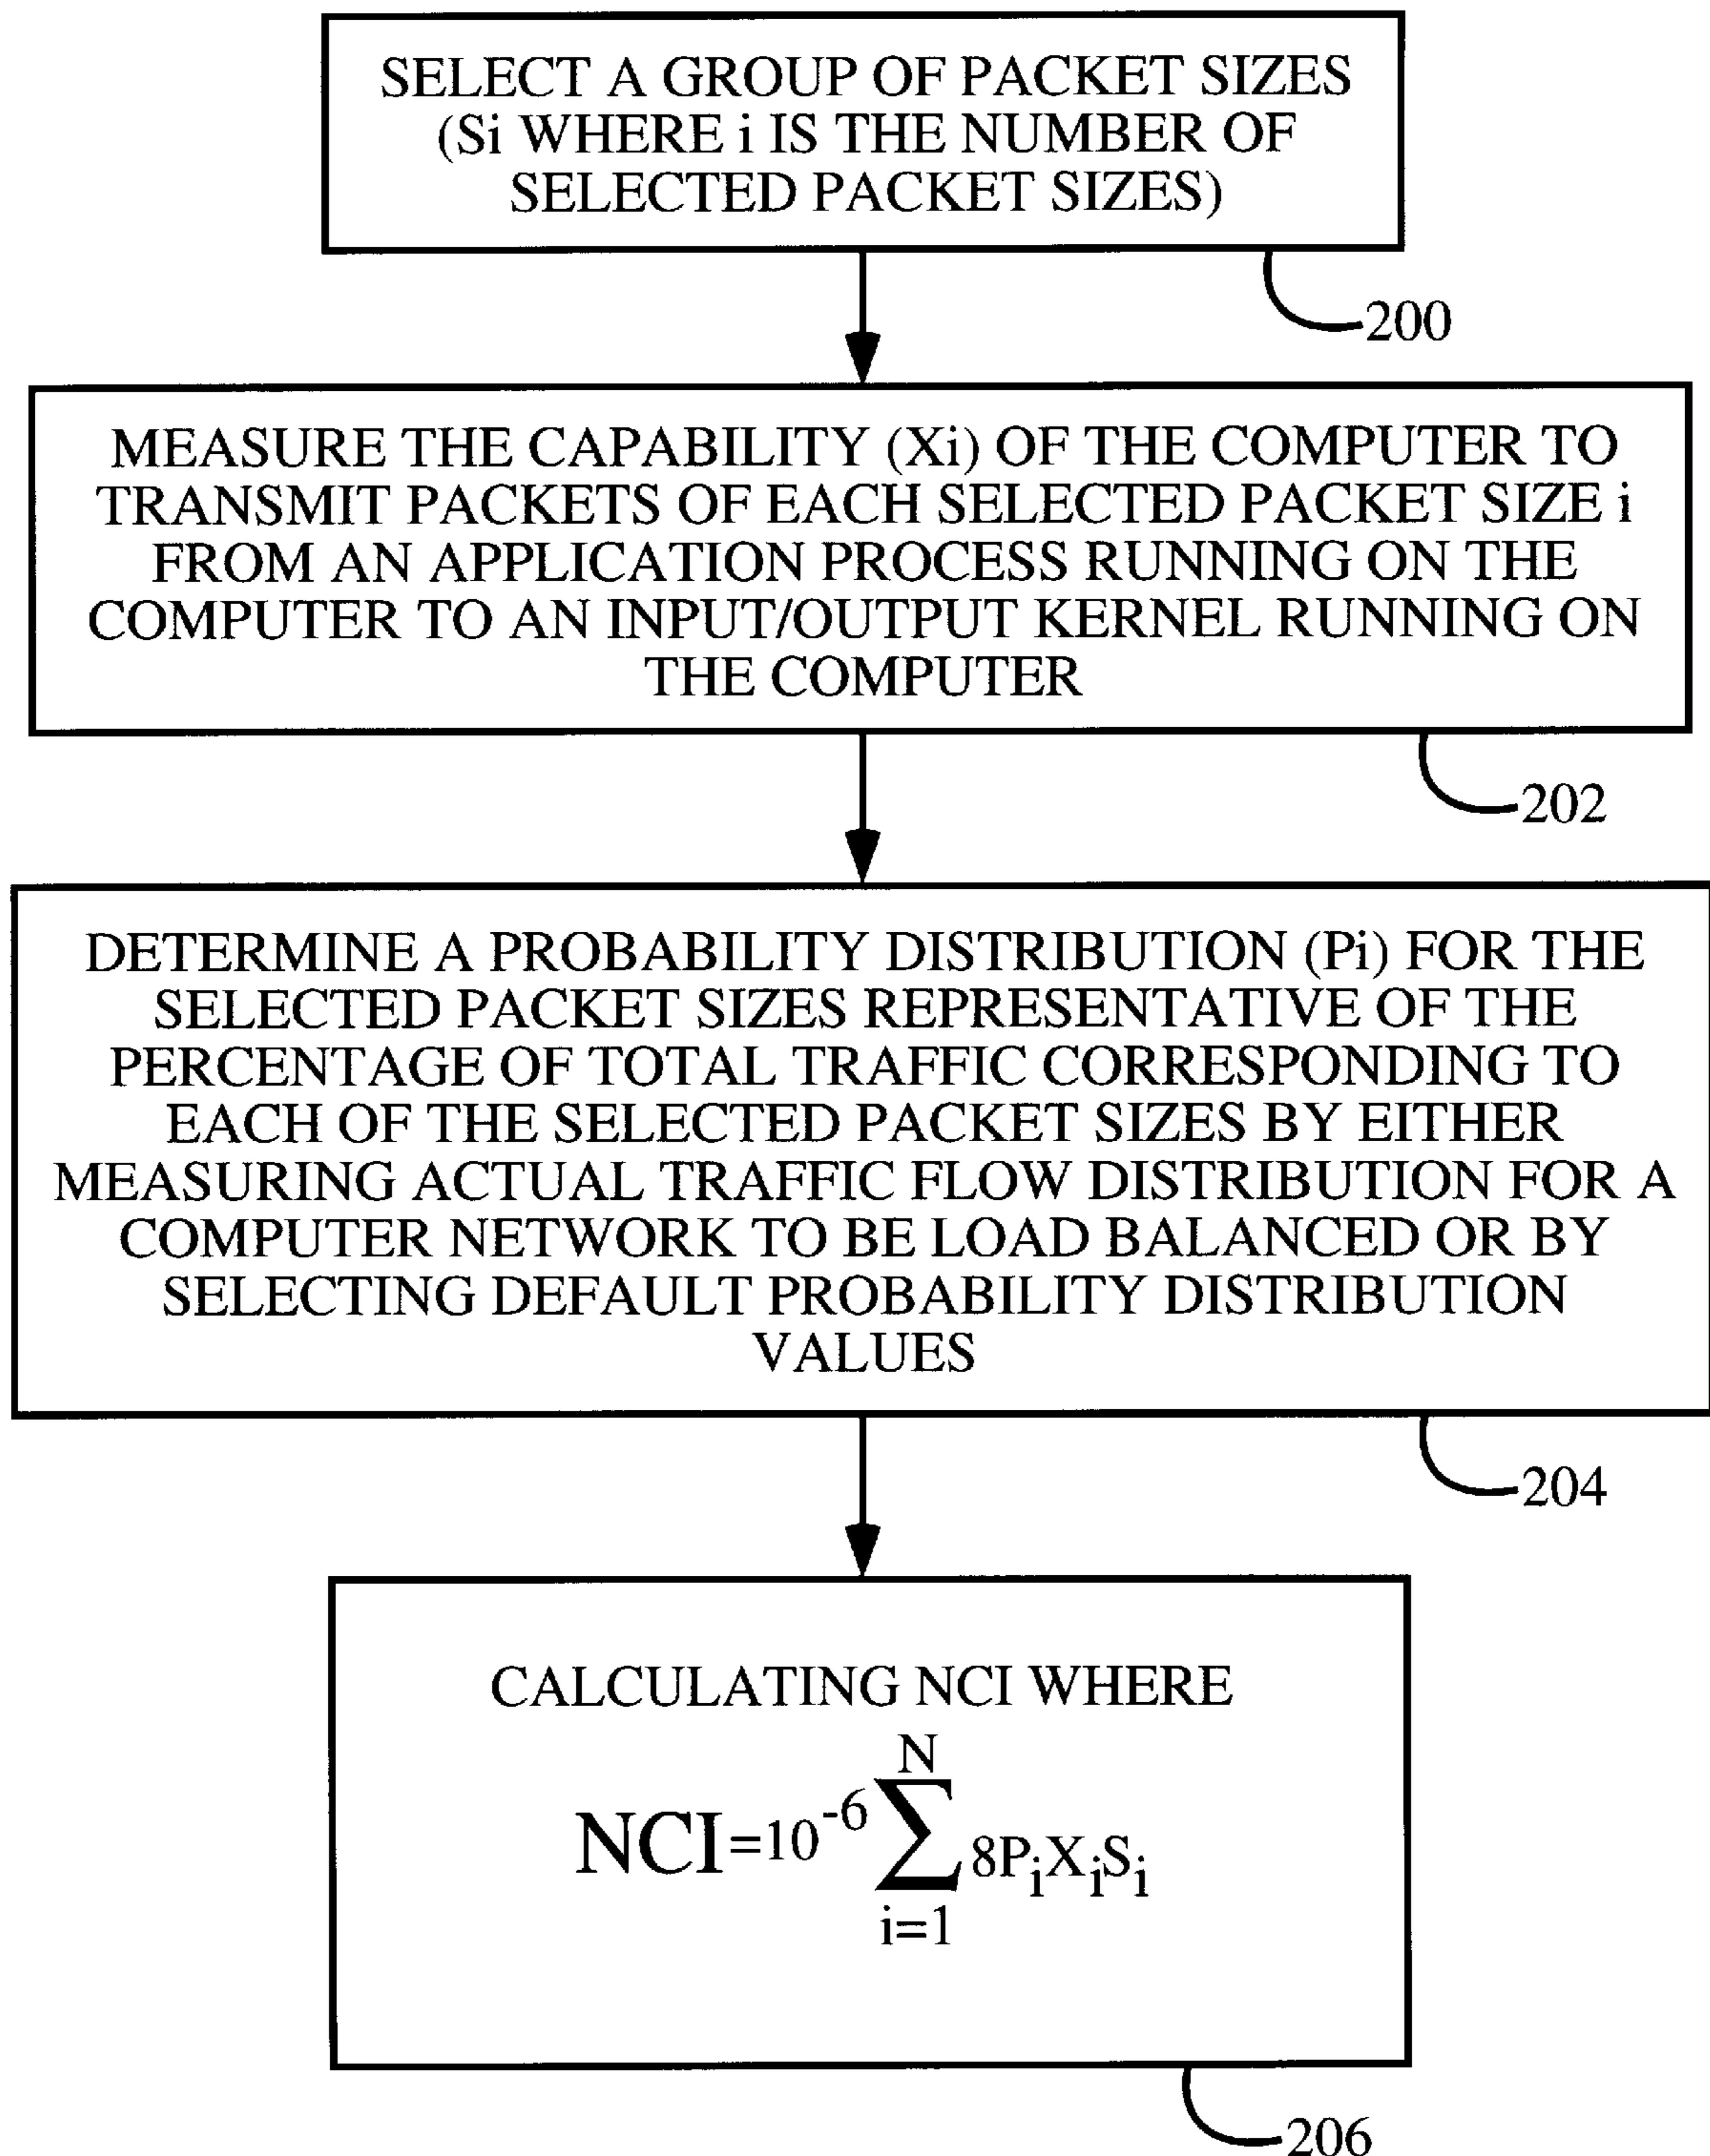 SELECT A GROUP OF PACKET SIZES
(Si WHERE i IS THE NUMBER OF
SELECTED PACKET SIZES)
200
MEASURE THE CAPABILITY (Xi) OF THE COMPUTER TO
TRANSMIT PACKETS OF EACH SELECTED PACKET SIZE i
FROM AN APPLICATION PROCESS RUNNING ON THE
COMPUTER TO AN INPUT/OUTPUT KERNEL RUNNING ON
THE COMPUTER
202
DETERMINE A PROBABILITY DISTRIBUTION (Pi) FOR THE
SELECTED PACKET SIZES REPRESENTATIVE OF THE
PERCENTAGE OF TOTAL TRAFFIC CORRESPONDING TO
EACH OF THE SELECTED PACKET SIZES BY EITHER
MEASURING ACTUAL TRAFFIC FLOW DISTRIBUTION FOR A
COMPUTER NETWORK TO BE LOAD BALANCED OR BY
SELECTING DEFAULT PROBABILITY DISTRIBUTION
VALUES
204
CALCULATING NCI WHERE
N
NCI=10^-6 ∑ 8P_iX_iS_i
i=1
206